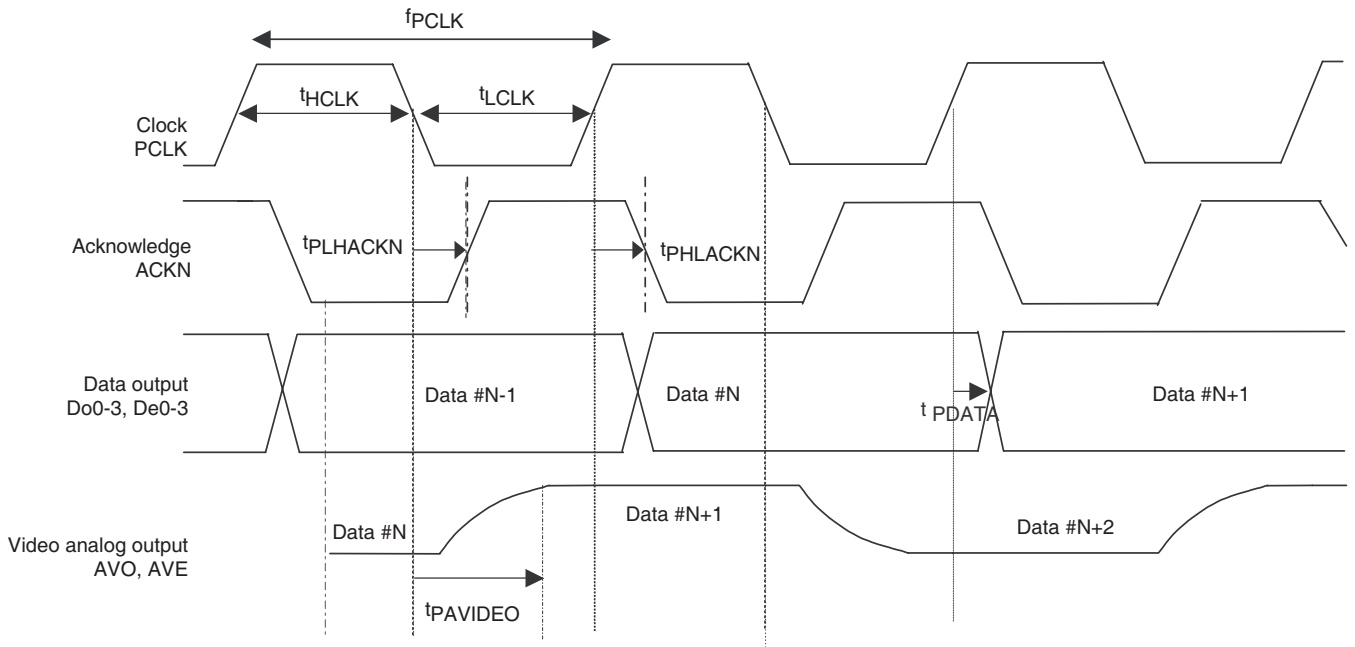 fPCLK
tHCLK
tLCLK
Clock
PCLK
Acknowledge
ACKN
tPLHACKN
tPHLACKN
Data output
Do0-3, De0-3
Data #N-1
Data #N
t PDATA
Data #N+1
Video analog output
AVO, AVE
Data #N
Data #N+1
Data #N+2
tPAVIDEO